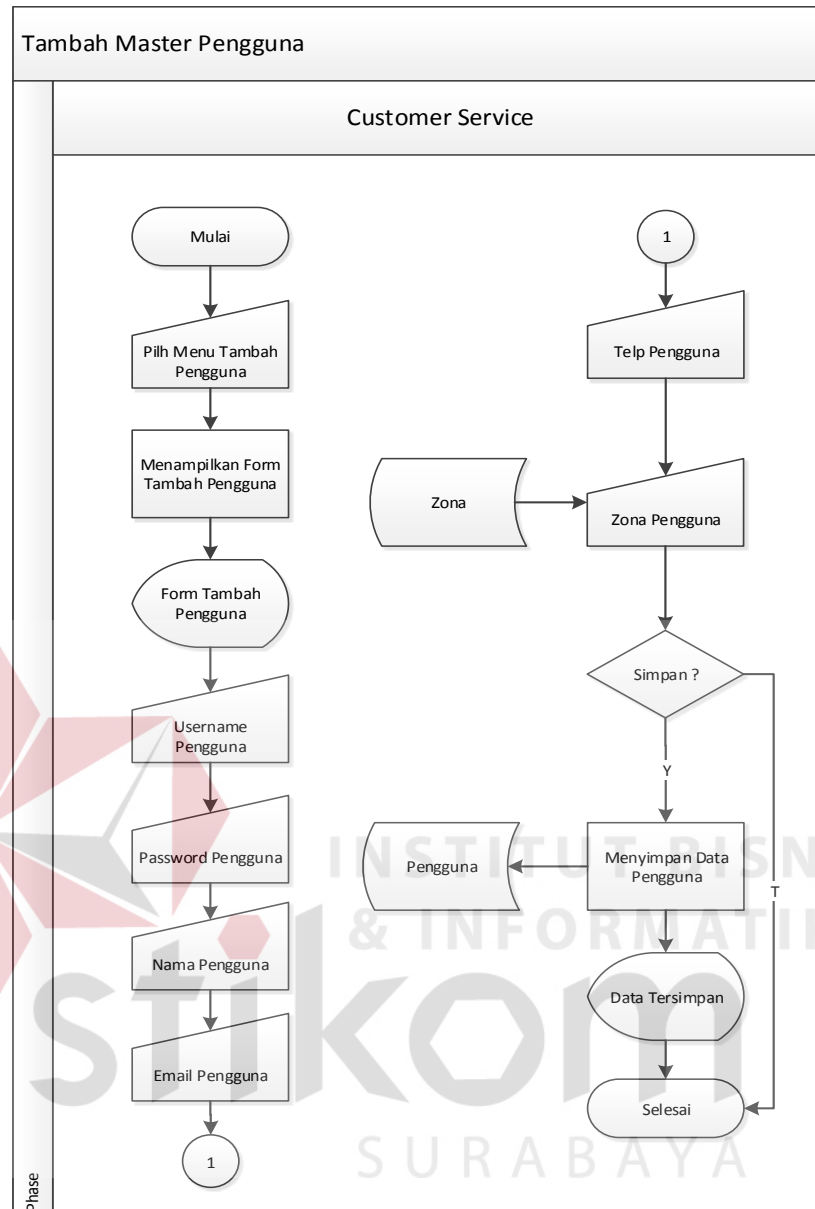 Tambah Master Pengguna
Customer Service
Phase
Mulai
Pilh Menu Tambah
Pengguna
Menampilkan Form
Tambah Pengguna
Form Tambah
Pengguna
Username
Pengguna
Password Pengguna
Nama Pengguna
Email Pengguna
1
1
Telp Pengguna
Zona
Zona Pengguna
Simpan ?
Y
T
Menyimpan Data
Pengguna
Pengguna
Data Tersimpan
Selesai
INSTITUT BISN
& INFORMATI
stikom
SURABAYA